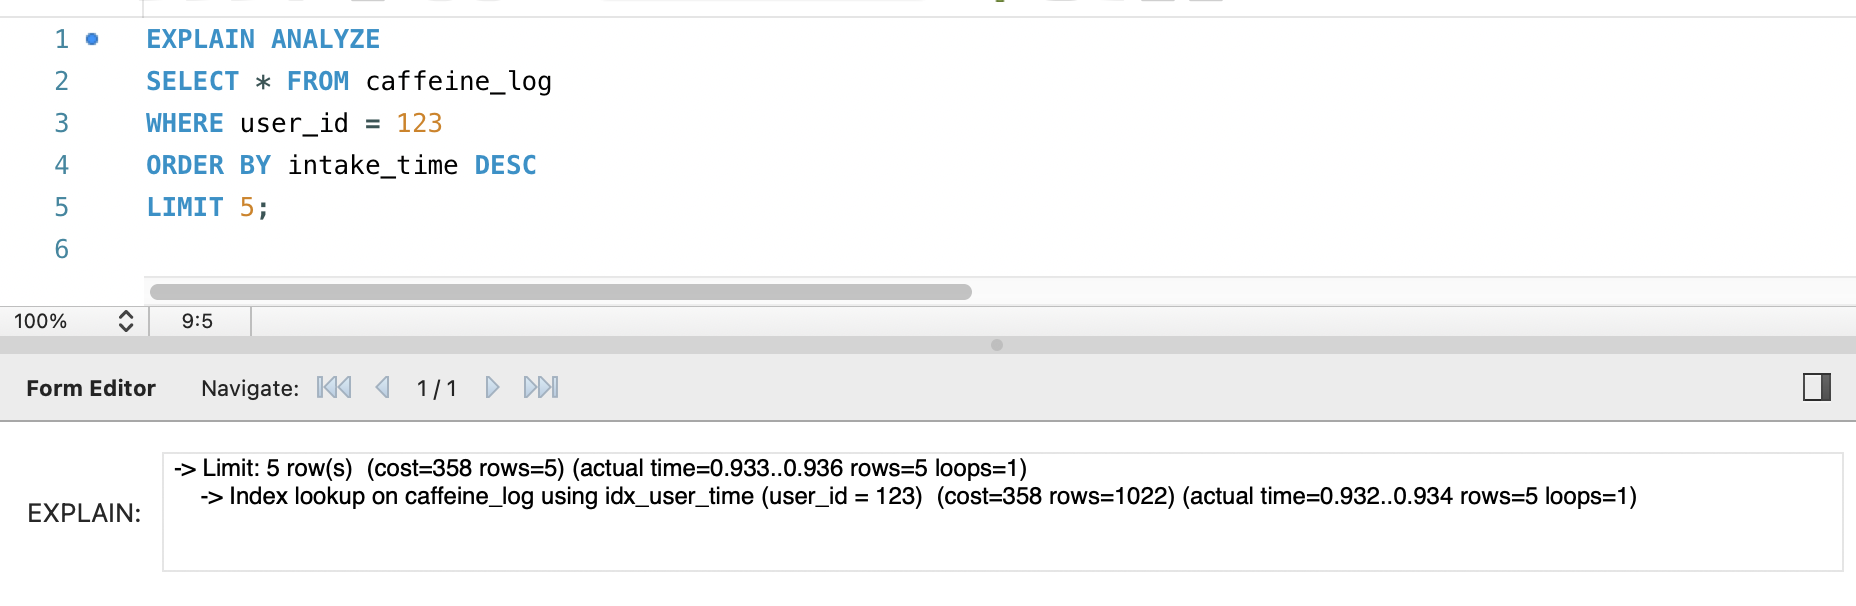 1 EXPLAIN ANALYZE
2 SELECT * FROM caffeine_log
3 WHERE user_id = 123
4 ORDER BY intake_time DESC
5 LIMIT 5;
6
100% 9:5
Form Editor Navigate: 1 / 1
EXPLAIN:
-> Limit: 5 row(s)  (cost=358 rows=5) (actual time=0.933..0.936 rows=5 loops=1)
    -> Index lookup on caffeine_log using idx_user_time (user_id = 123)  (cost=358 rows=1022) (actual time=0.932..0.934 rows=5 loops=1)